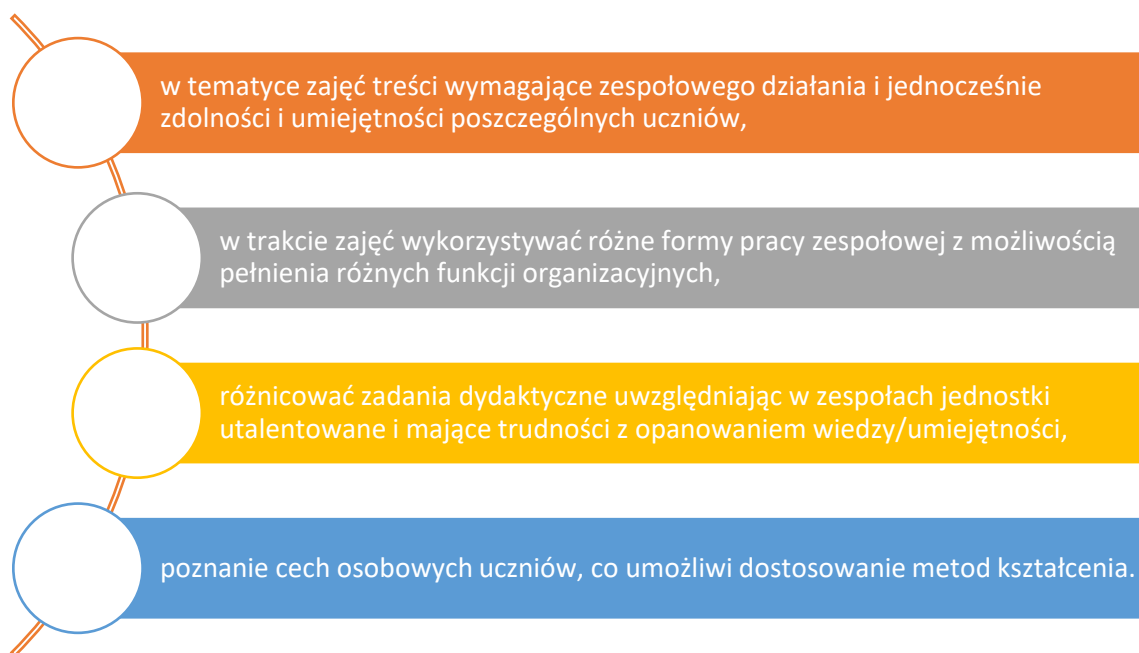 w tematyce zajęć treści wymagające zespołowego działania i jednocześnie
zdolności i umiejętności poszczególnych uczniów,
w trakcie zajęć wykorzystywać różne formy pracy zespołowej z możliwością
pełnienia różnych funkcji organizacyjnych,
różnicować zadania dydaktyczne uwzględniając w zespołach jednostki
utalentowane i mające trudności z opanowaniem wiedzy/umiejętności,
poznanie cech osobowych uczniów, co umożliwi dostosowanie metod kształcenia.